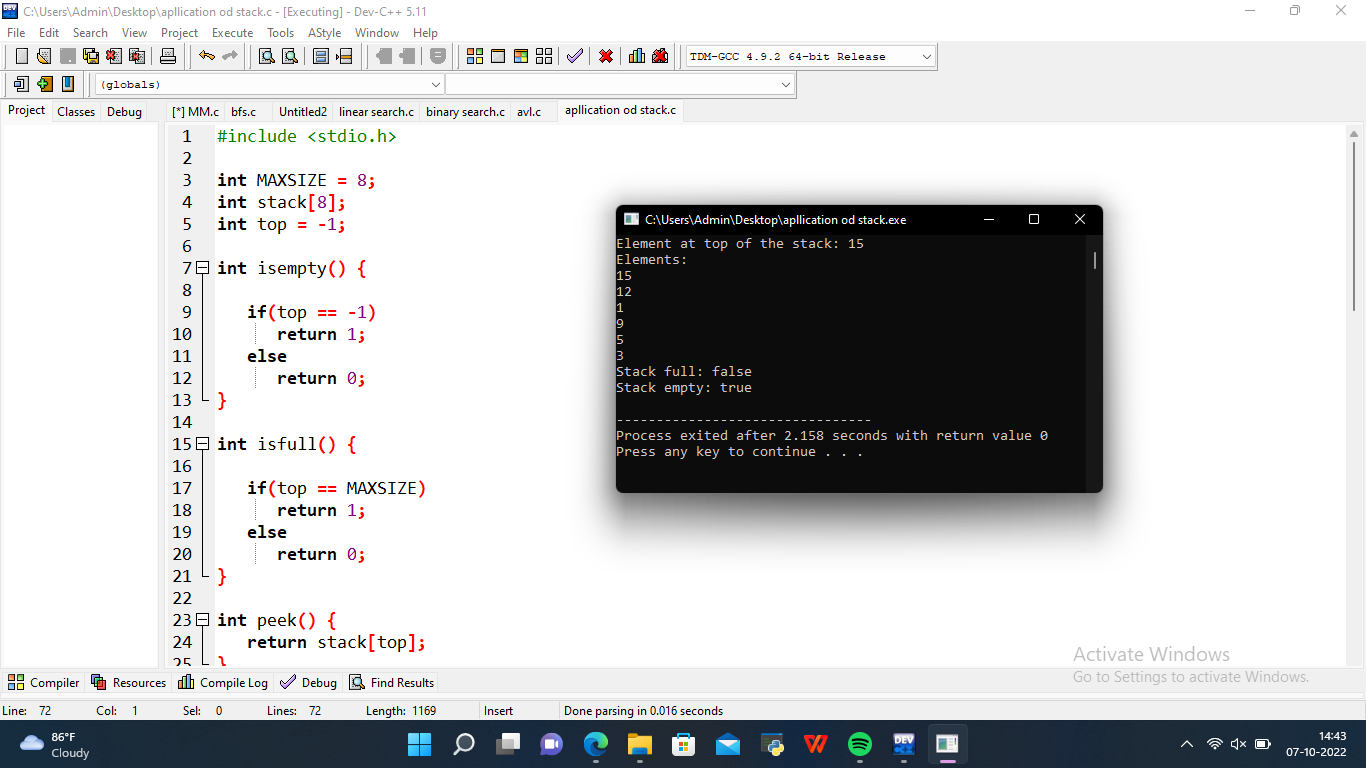 C:\Users\Admin\Desktop\apllication od stack.c - [Executing] - Dev-C++ 5.11
File Edit Search View Project Execute Tools AStyle Window Help
TDM-GCC 4.9.2 64-bit Release
(globals)
Project Classes Debug [*] MM.c bfs.c Untitled2 linear search.c binary search.c avl.c apllication od stack.c
1 #include <stdio.h>
2
3 int MAXSIZE = 8;
4 int stack[8];
5 int top = -1;
6
7 int isempty() {
8
9 if(top == -1)
10 return 1;
11 else
12 return 0;
13 }
14
15 int isfull() {
16
17 if(top == MAXSIZE)
18 return 1;
19 else
20 return 0;
21 }
22
23 int peek() {
24 return stack[top];
25 }
C:\Users\Admin\Desktop\apllication od stack.exe
Element at top of the stack: 15
Elements:
15
12
1
9
5
3
Stack full: false
Stack empty: true
--------------------------------
Process exited after 2.158 seconds with return value 0
Press any key to continue . . .
Activate Windows
Go to Settings to activate Windows.
Compiler Resources Compile Log Debug Find Results
Line: 72 Col: 1 Sel: 0 Lines: 72 Length: 1169 Insert Done parsing in 0.016 seconds
86°F
Cloudy
DEV
14:43
07-10-2022